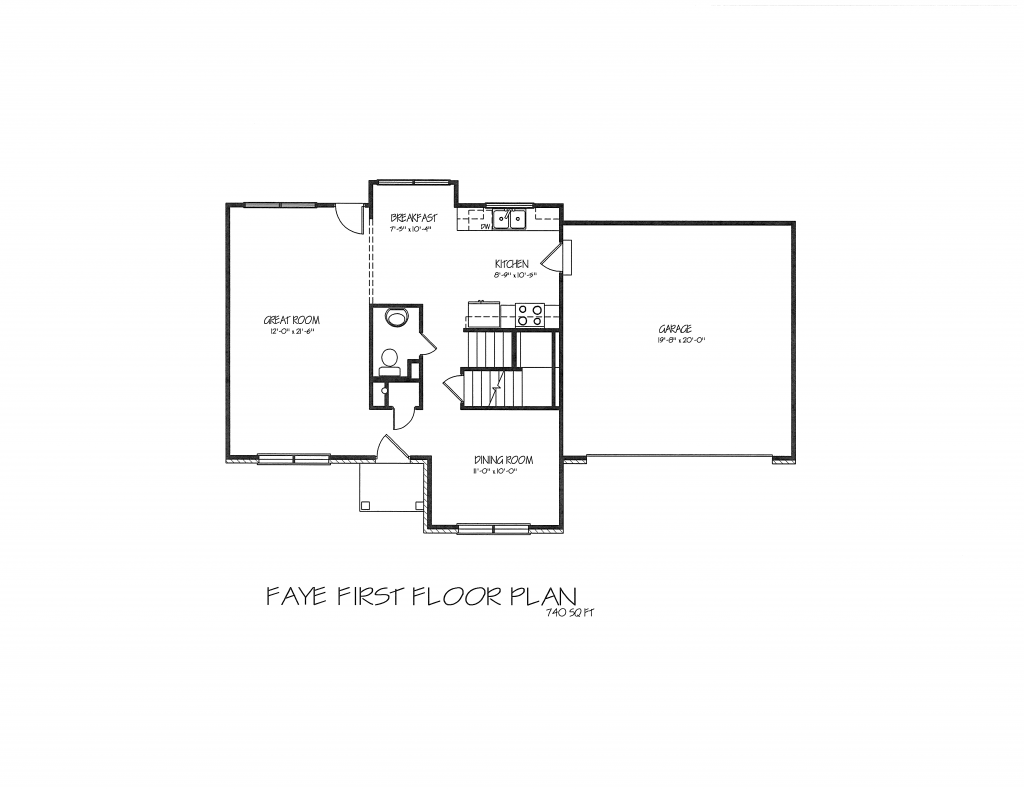 BREAKFAST
7'-5" x 10'-4"
DW
KITCHEN
8'-9" x 10'-5"
GREAT ROOM
12'-0" x 21'-6"
GARAGE
19'-8" x 20'-0"
DINING ROOM
11'-0" x 10'-0"
FAYE FIRST FLOOR PLAN
740 SQ FT